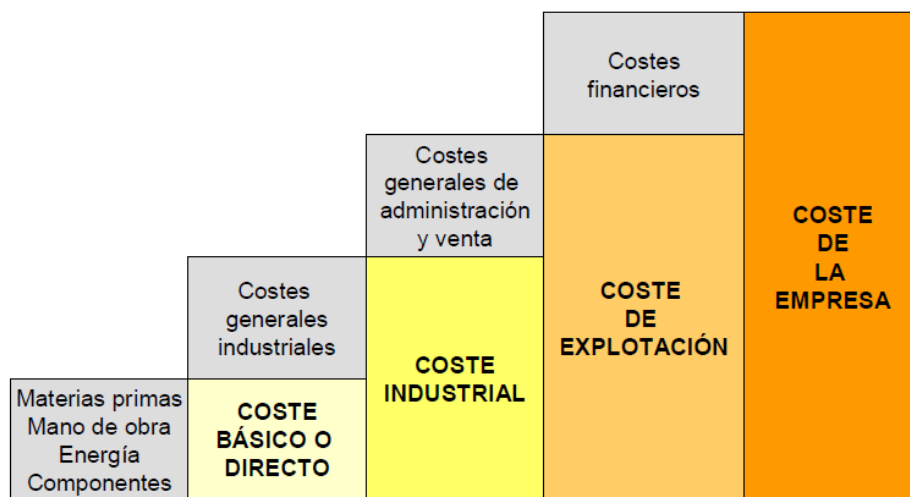 Materias primas
Mano de obra
Energía
Componentes
Costes
generales
industriales
COSTE
BÁSICO O
DIRECTO
Costes
generales de
administración
y venta
COSTE
INDUSTRIAL
Costes
financieros
COSTE
DE
EXPLOTACIÓN
COSTE
DE
LA
EMPRESA